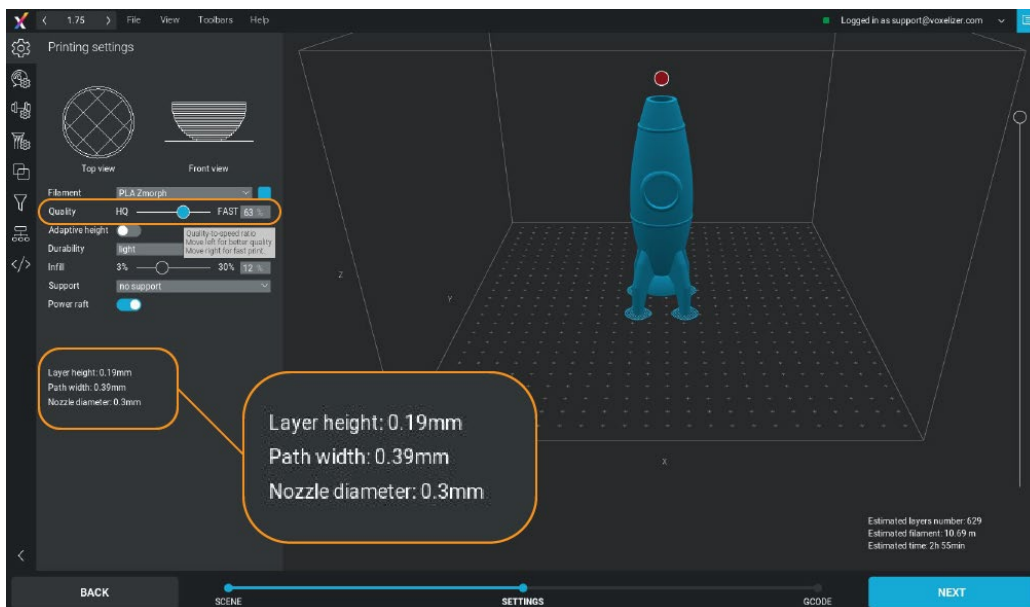 1.75 File View Toolbars Help
Logged in as support@voxelizer.com
Printing settings
Top view Front view
Filament PLA Zmorph
Quality HQ FAST 63 %
Adaptive height
Quality-to-speed ratio
Move left for better quality
Move right for fast print.
Durability light
Infill 3% 30% 12 %
Support no support
Power raft
Layer height: 0.19mm
Path width: 0.39mm
Nozzle diameter: 0.3mm
Layer height: 0.19mm
Path width: 0.39mm
Nozzle diameter: 0.3mm
Z
Y
X
Estimated layers number: 629
Estimated filament: 10.69 m
Estimated time: 2h 55min
BACK
SCENE
SETTINGS
GCODE
NEXT